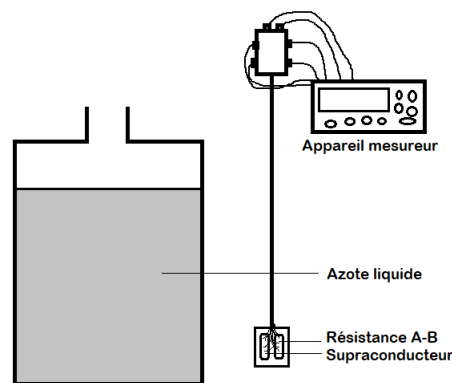 Appareil mesureur
Azote liquide
Résistance A-B
Supraconducteur